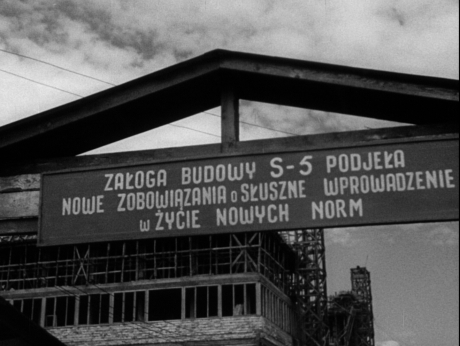 ZAŁOGA BUDOWY S-5 PODJEŁA
NOWE ZOBOWIĄZANIA O SŁUSZNE WPROWADZENIE
W ŻYCIE NOWYCH NORM